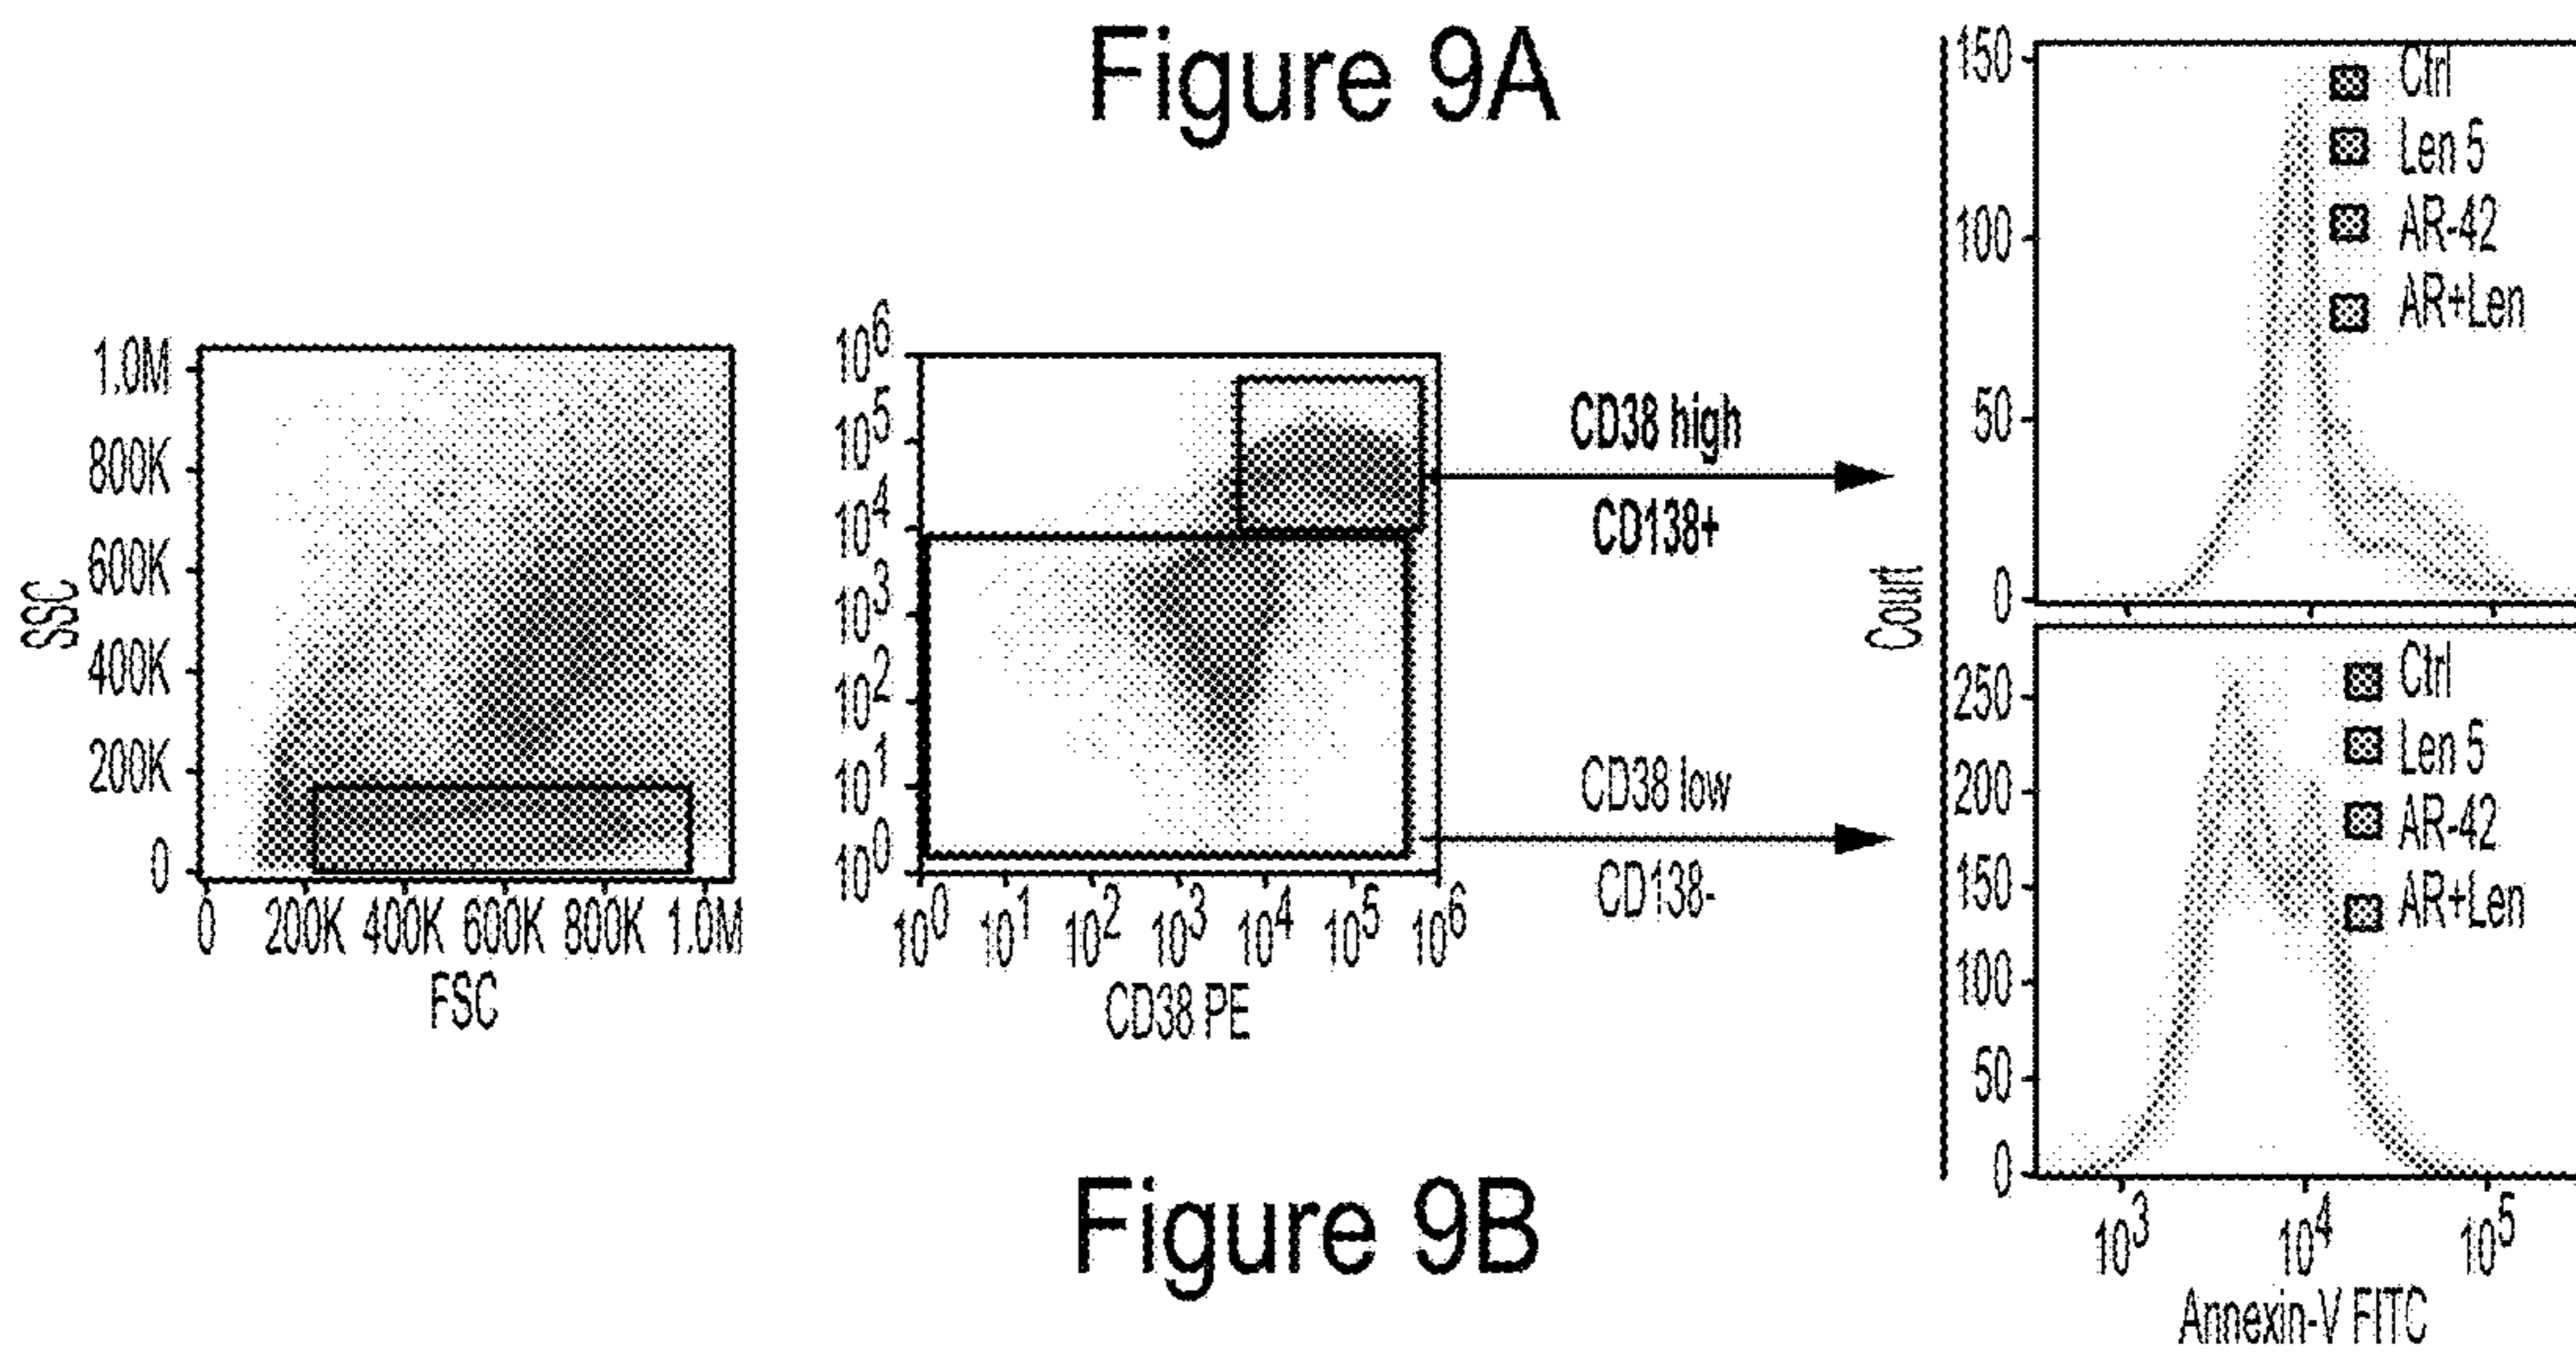 Figure 9A
1.0M
800K
600K
400K
200K
0
SSC
0 200K 400K 600K 800K 1.0M
FSC
10^6
10^5
10^4
10^3
10^2
10^1
10^0
10^0 10^1 10^2 10^3 10^4 10^5 10^6
CD38 PE
CD38 high
CD138+
CD38 low
CD138-
Count
150
100
50
0
Ctrl
Len 5
AR-42
AR+Len
250
200
150
100
50
0
Ctrl
Len 5
AR-42
AR+Len
10^3 10^4 10^5
Annexin-V FITC
Figure 9B